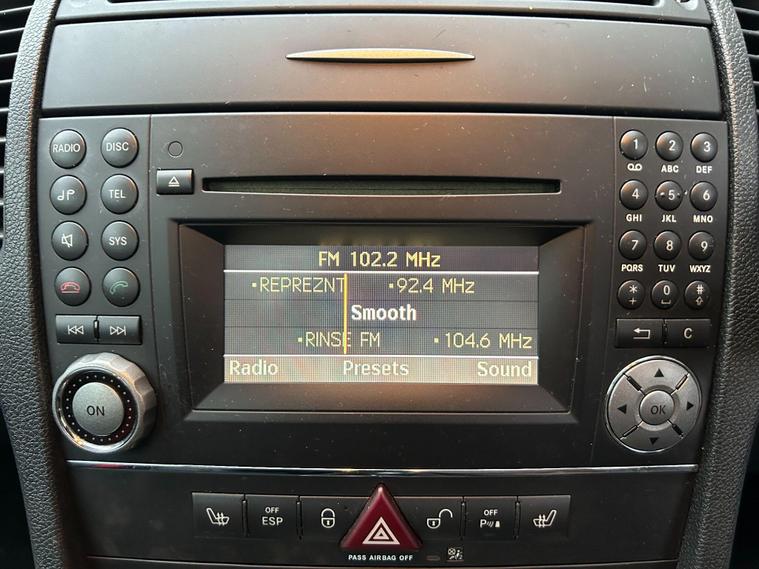 RADIO DISC
TEL
SYS
ON
FM 102.2 MHz
•REPREZNT •92.4 MHz
Smooth
•RINSE FM •104.6 MHz
Radio Presets Sound
1 2 3
ABC DEF
4 5 6
GHI JKL MNO
7 8 9
PQRS TUV WXYZ
* 0 #
+
C
OK
OFF
ESP
OFF
P
PASS AIRBAG OFF